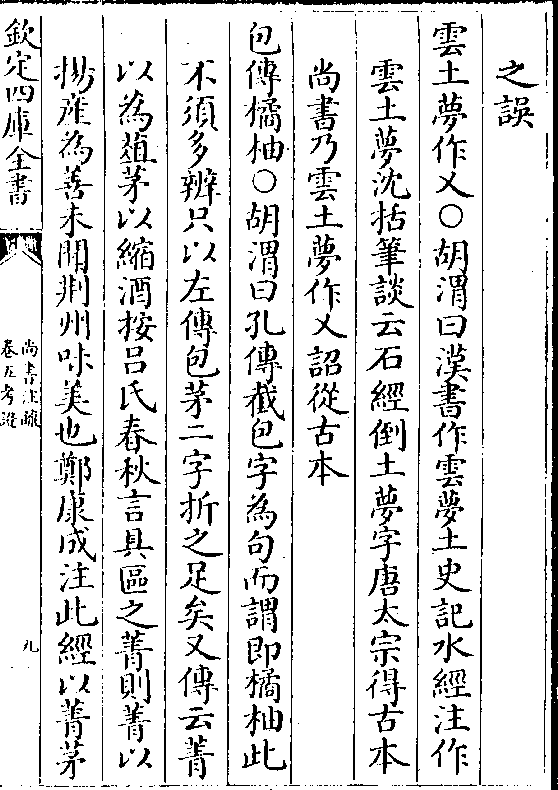 之誤
雲土夢作乂○胡渭曰漢書作雲夢土史記水經注作
雲土夢沈括筆談云石經倒土夢字唐太宗得古本
尚書乃雲土夢作乂詔從古本
包傳橘柚○胡渭曰孔傳截包字為句而謂即橘柚此
不須多辨只以左傳包茅二字折之足矣又傳云菁
以為葅茅以縮酒按吕氏春秋言具區之菁則菁以
揚産為善未聞荆州味美也鄭康成注此經以菁茅
欽定四庫全書
尚書注疏
卷五考證
九